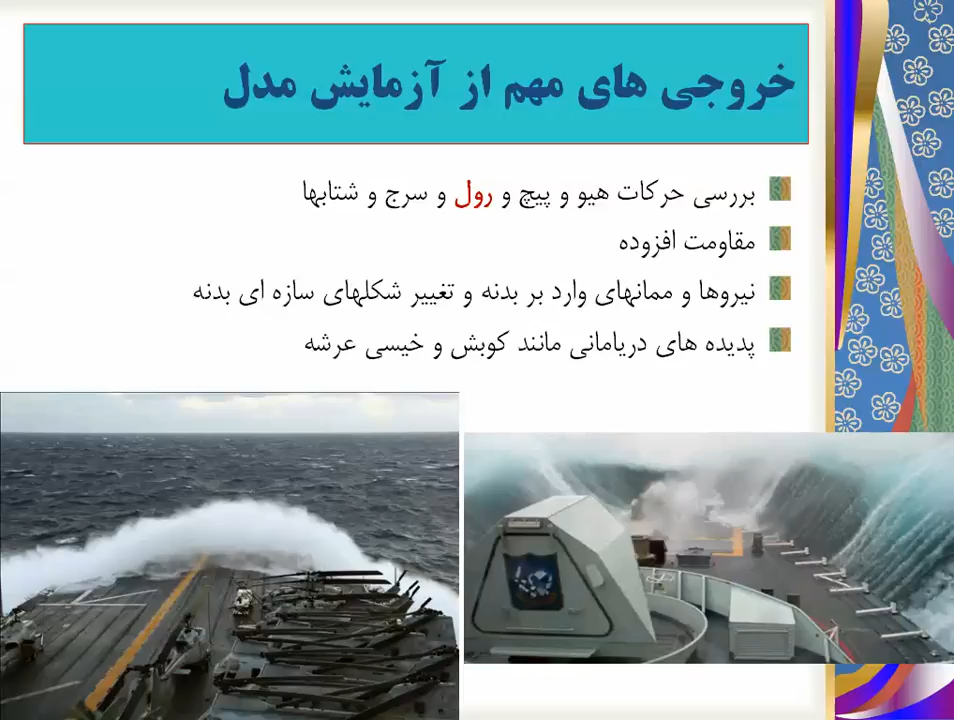 خروجی های مهم از آزمایش مدل
بررسی حرکات هیو و پیچ و رول و سرج و شتابها
مقاومت افزوده
نیروها و ممانهای وارد بر بدنه و تغییر شکلهای سازه ای بدنه
پدیده های دریامانی مانند کوبش و خیسی عرشه